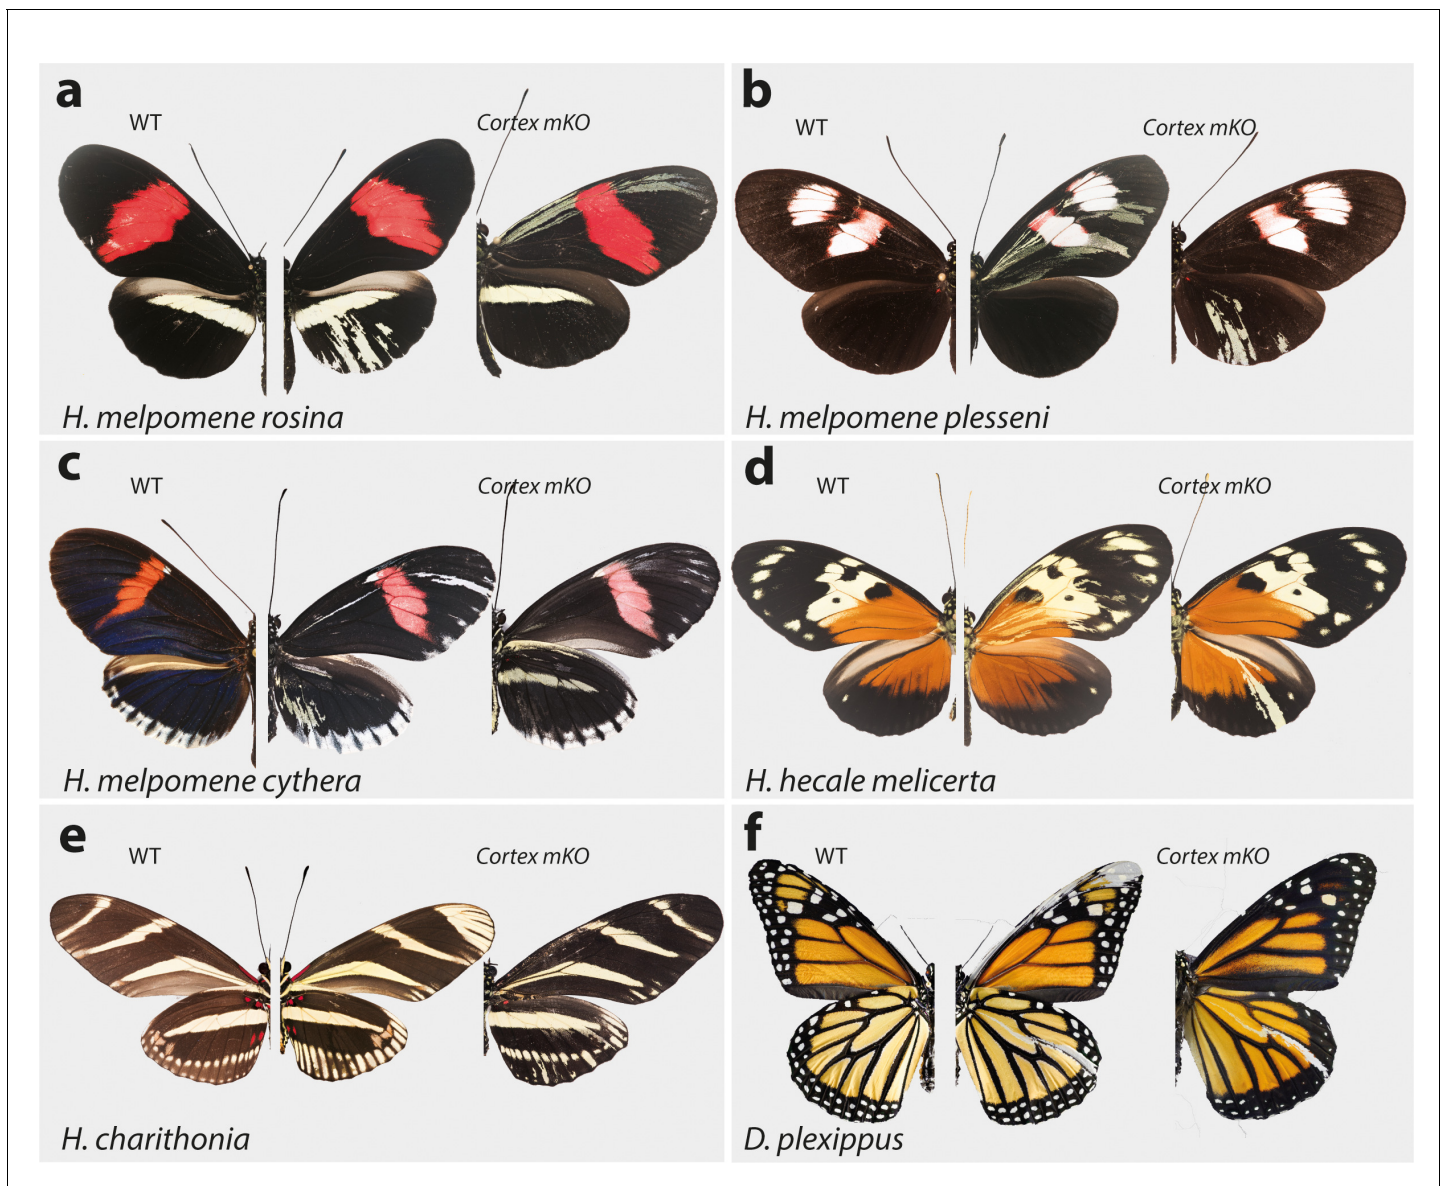 a
WT
Cortex mKO
H. melpomene rosina
b
WT
Cortex mKO
H. melpomene plesseni
c
WT
Cortex mKO
H. melpomene cythera
d
WT
Cortex mKO
H. hecale melicerta
e
WT
Cortex mKO
H. charithonia
f
WT
Cortex mKO
D. plexippus